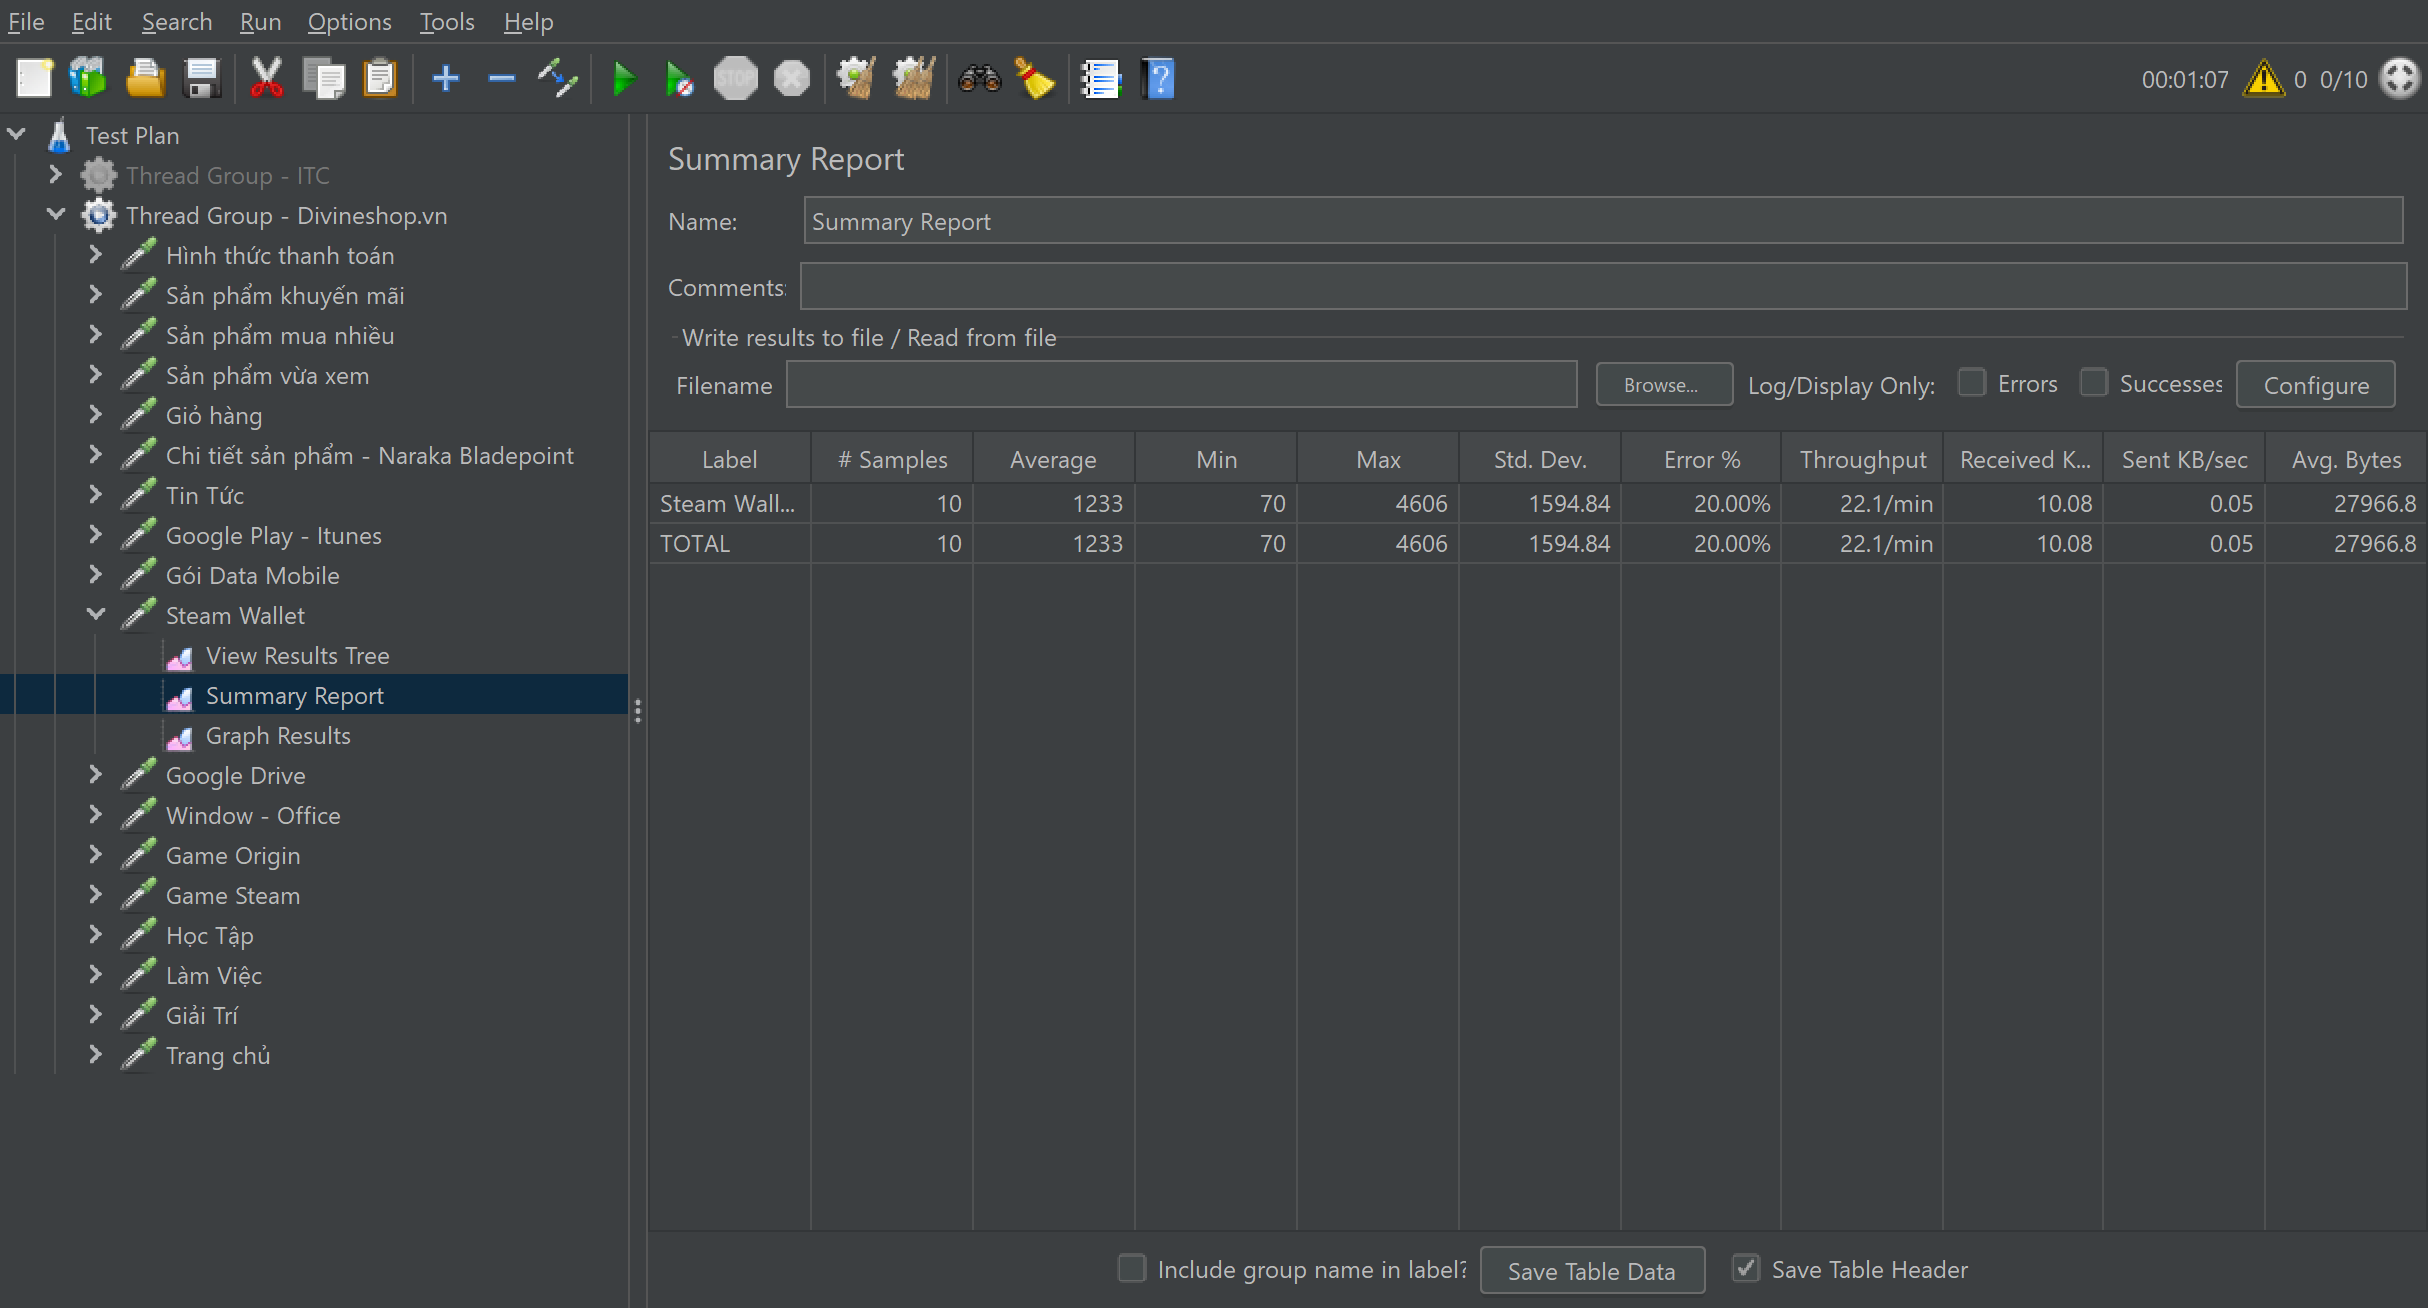 File Edit Search Run Options Tools Help
STOP
00:01:07 0 0/10
Test Plan
Thread Group - ITC
Thread Group - Divineshop.vn
Hình thức thanh toán
Sản phẩm khuyến mãi
Sản phẩm mua nhiều
Sản phẩm vừa xem
Giỏ hàng
Chi tiết sản phẩm - Naraka Bladepoint
Tin Tức
Google Play - Itunes
Gói Data Mobile
Steam Wallet
View Results Tree
Summary Report
Graph Results
Google Drive
Window - Office
Game Origin
Game Steam
Học Tập
Làm Việc
Giải Trí
Trang chủ
Summary Report
Name: Summary Report
Comments:
Write results to file / Read from file
Filename Browse... Log/Display Only: Errors Successes Configure
Label # Samples Average Min Max Std. Dev. Error % Throughput Received K... Sent KB/sec Avg. Bytes
Steam Wall... 10 1233 70 4606 1594.84 20.00% 22.1/min 10.08 0.05 27966.8
TOTAL 10 1233 70 4606 1594.84 20.00% 22.1/min 10.08 0.05 27966.8
Include group name in label? Save Table Data Save Table Header